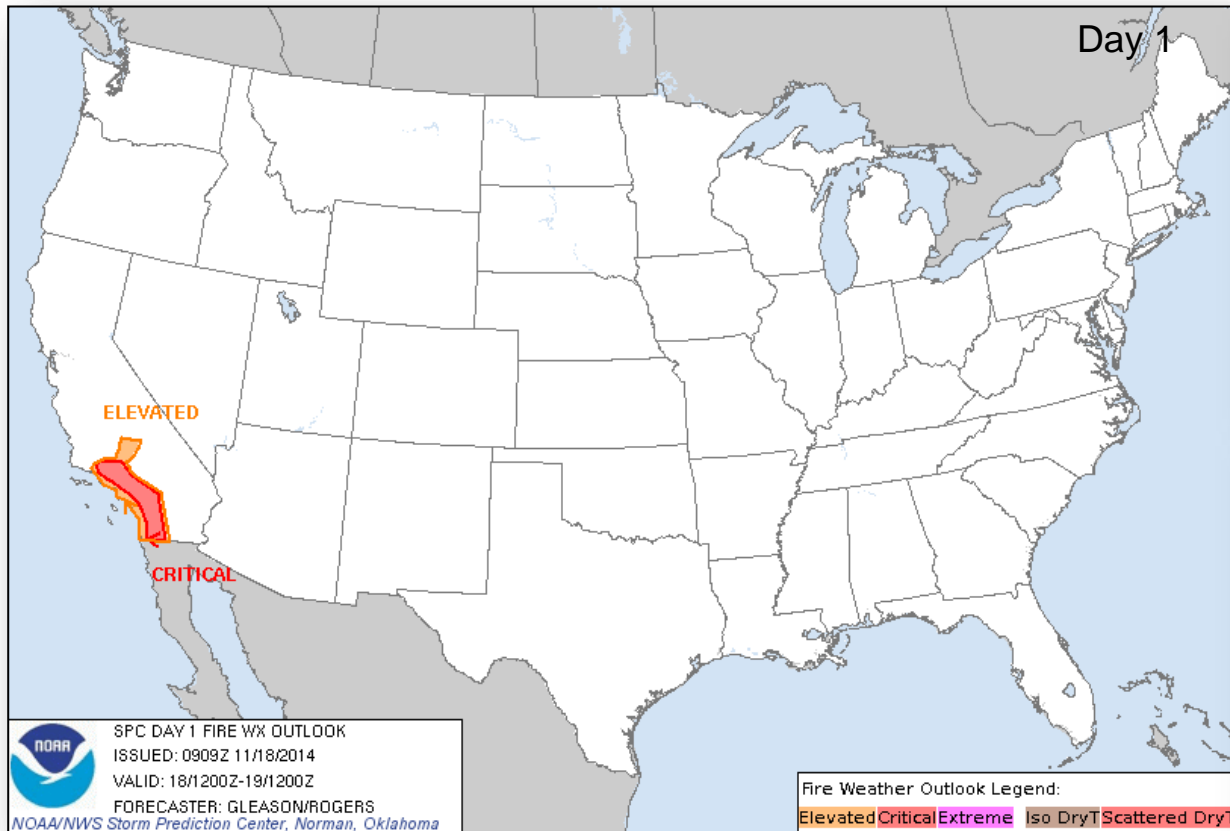 Day 1
ELEVATED
CRITICAL
NOAA
SPC DAY 1 FIRE WX OUTLOOK
ISSUED: 0909Z 11/18/2014
VALID: 18/1200Z-19/1200Z
FORECASTER: GLEASON/ROGERS
NOAA/NWS Storm Prediction Center, Norman, Oklahoma
Fire Weather Outlook Legend:
Elevated Critical Extreme Iso DryT Scattered DryT